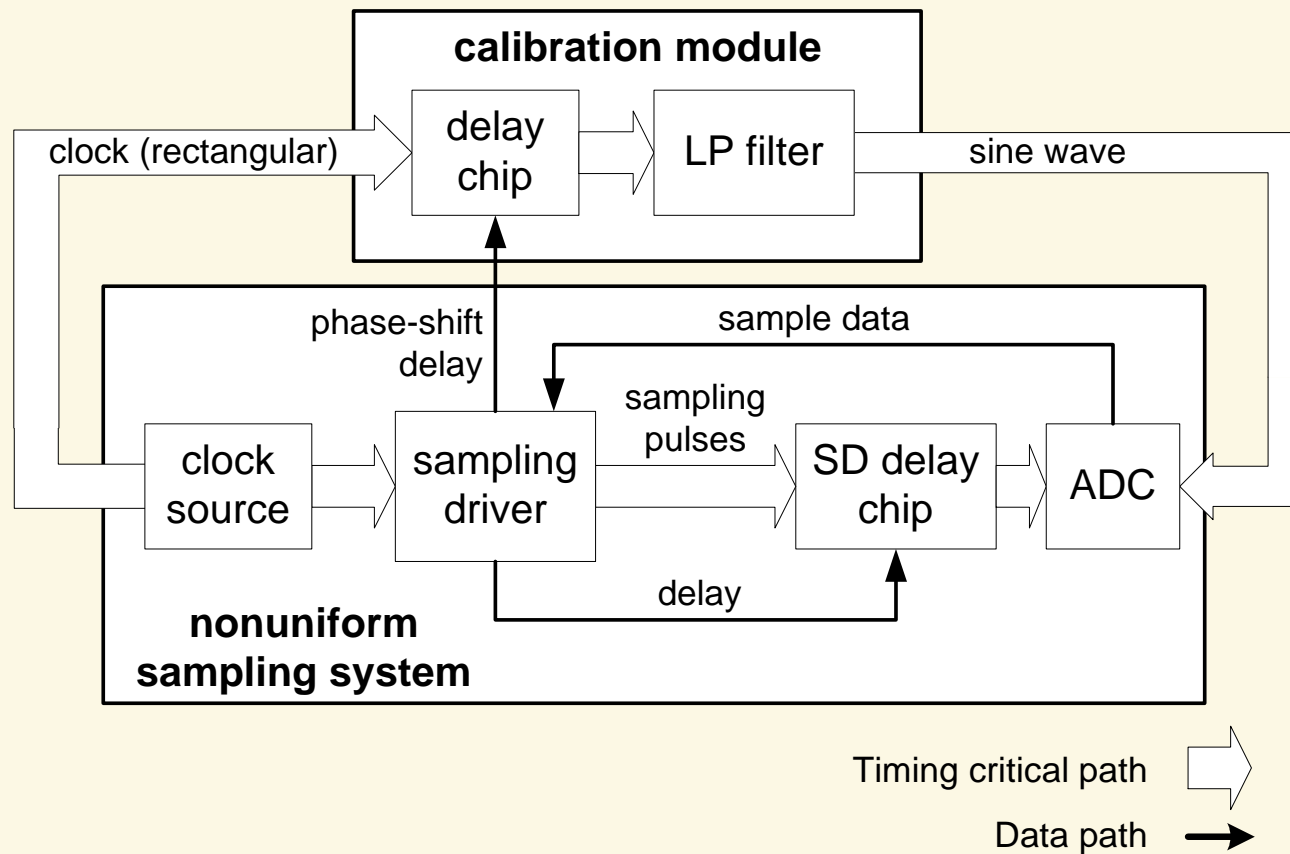 calibration module
delay
chip
LP filter
clock (rectangular)
sine wave
phase-shift
delay
sample data
sampling
pulses
clock
source
sampling
driver
SD delay
chip
ADC
delay
nonuniform
sampling system
Timing critical path
Data path